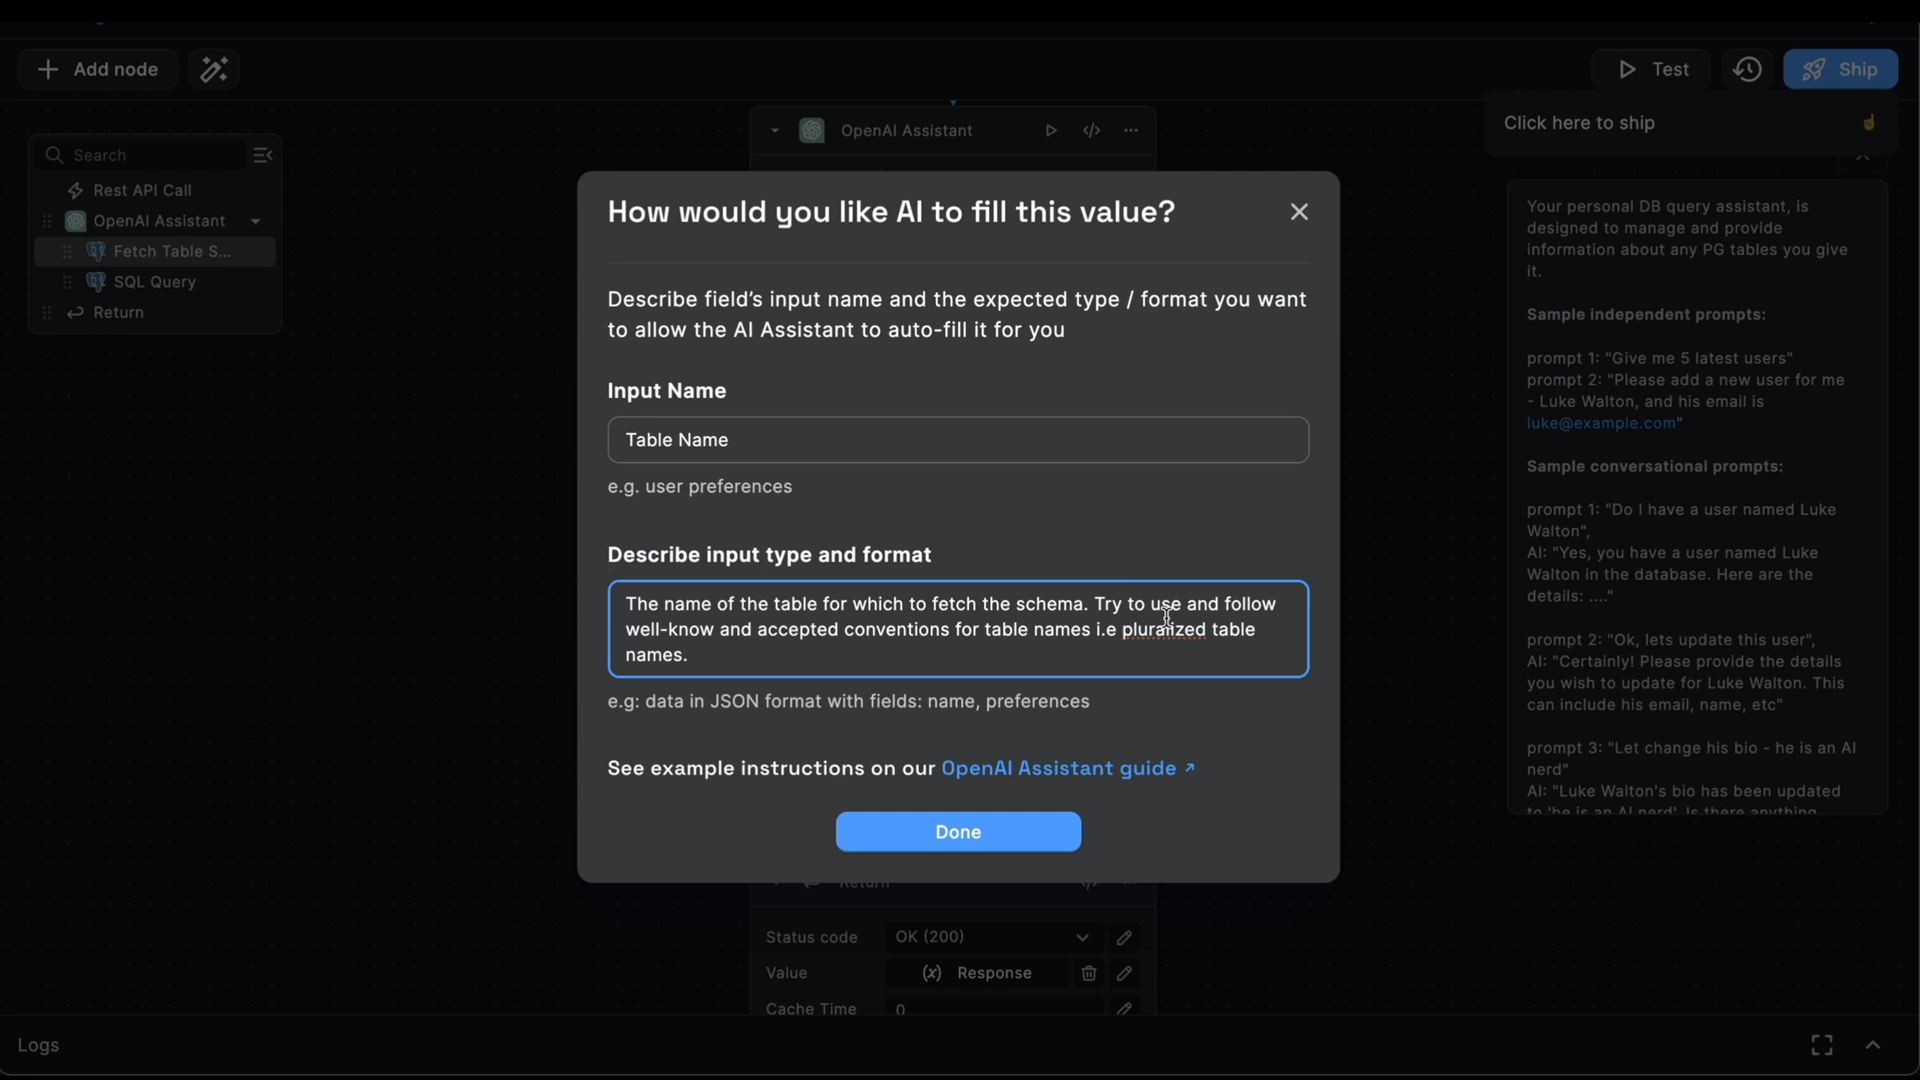 Add node
Test
Ship
Click here to ship
Search
Rest API Call
OpenAI Assistant
Fetch Table S...
SQL Query
Return
OpenAI Assistant
How would you like AI to fill this value?
Describe field's input name and the expected type / format you want
to allow the AI Assistant to auto-fill it for you
Input Name
Table Name
e.g. user preferences
Describe input type and format
The name of the table for which to fetch the schema. Try to use and follow
well-know and accepted conventions for table names i.e pluralized table
names.
e.g: data in JSON format with fields: name, preferences
See example instructions on our OpenAI Assistant guide ↗
Done
Return
Status code
OK (200)
Value
(x) Response
Cache Time
0
Your personal DB query assistant, is
designed to manage and provide
information about any PG tables you give
it.
Sample independent prompts:
prompt 1: "Give me 5 latest users"
prompt 2: "Please add a new user for me
- Luke Walton, and his email is
luke@example.com"
Sample conversational prompts:
prompt 1: "Do I have a user named Luke
Walton",
AI: "Yes, you have a user named Luke
Walton in the database. Here are the
details: ...."
prompt 2: "Ok, lets update this user",
AI: "Certainly! Please provide the details
you wish to update for Luke Walton. This
can include his email, name, etc"
prompt 3: "Let change his bio - he is an AI
nerd"
AI: "Luke Walton's bio has been updated
to 'he is an AI nerd'. Is there anything
Logs